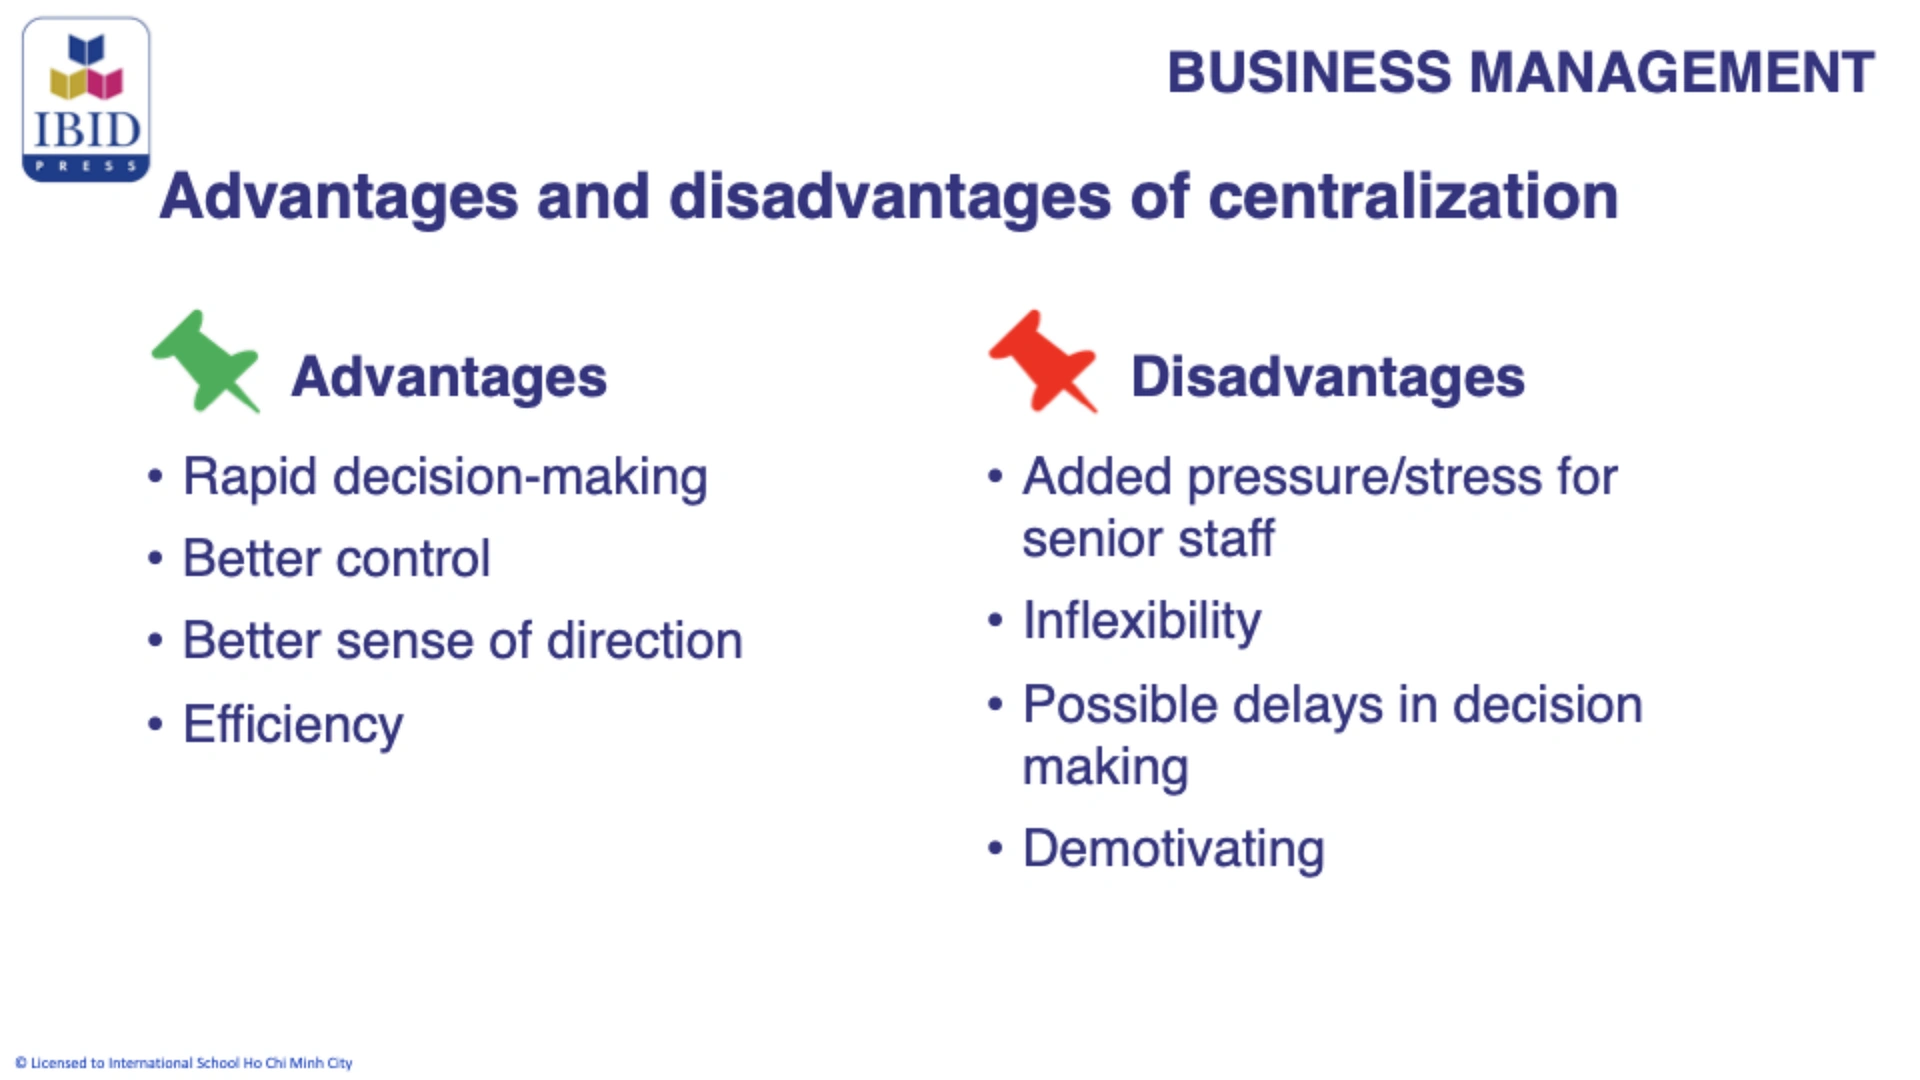 IBID
PRESS
BUSINESS MANAGEMENT
Advantages and disadvantages of centralization
Advantages
• Rapid decision-making
• Better control
• Better sense of direction
• Efficiency
Disadvantages
• Added pressure/stress for
senior staff
• Inflexibility
• Possible delays in decision
making
• Demotivating
© Licensed to International School Ho Chi Minh City